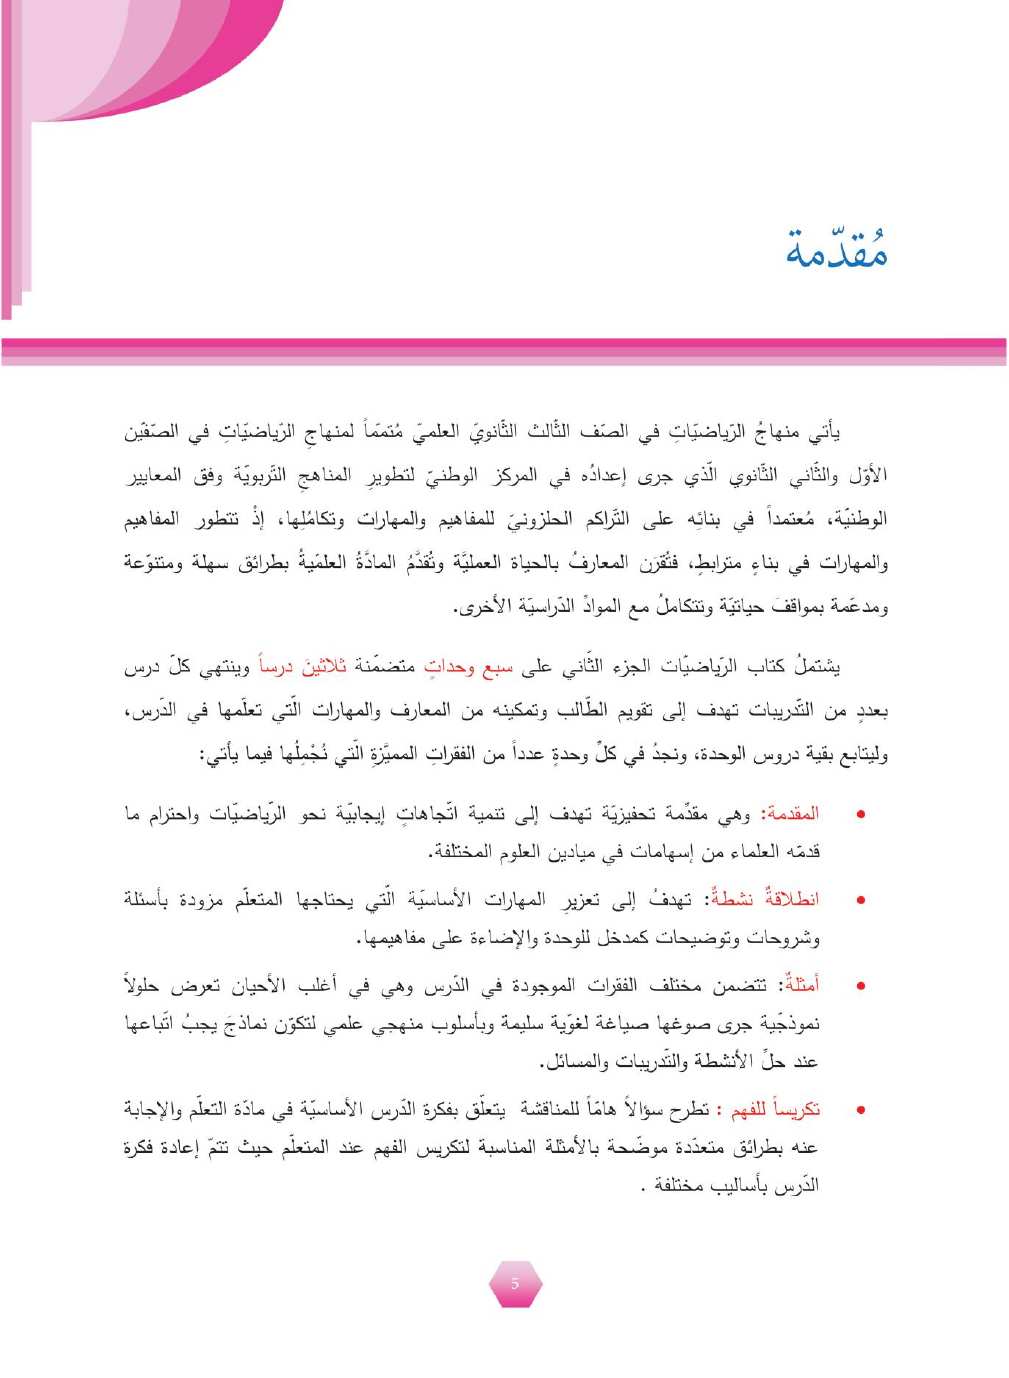 مُقدّمة
يأتي منهاجُ الرّياضيّاتِ في الصّف الثّالث الثّانويّ العلميّ مُتممّاً لمنهاجِ الرّياضيّاتِ في الصفّين
الأوّل والثّاني الثّانوي الّذي جرى إعدادُه في المركز الوطنيّ لتطويرِ المناهجِ التّربويّة وفق المعايير
الوطنيّة، مُعتمداً في بنائِه على التّراكم الحلزونيّ للمفاهيم والمهارات وتكامُلِها، إذْ تتطور المفاهيم
والمهارات في بناءٍ مترابطٍ، فتُقرَن المعارفُ بالحياة العمليَّة وتُقدَّمُ المادَّةُ العلمّيةُ بطرائق سهلة ومتنوّعة
ومدعّمة بمواقفَ حياتيّة وتتكاملُ مع الموادِّ الدّراسيّة الأخرى.
يشتملُ كتاب الرّياضيّات الجزء الثّاني على سبع وحداتٍ متضمّنة ثلاثينَ درساً وينتهي كلّ درس
بعددٍ من التّدريبات تهدف إلى تقويم الطّالب وتمكينه من المعارف والمهارات الّتي تعلّمها في الدّرس،
وليتابع بقية دروس الوحدة، ونجدُ في كلِّ وحدةٍ عدداً من الفقراتِ المميَّزةِ الّتي نُجْمِلُها فيما يأتي:
• المقدمة: وهي مقدِّمة تحفيزيّة تهدف إلى تنمية اتّجاهاتٍ إيجابيّة نحو الرّياضيّات واحترام ما
قدمّه العلماء من إسهامات في ميادين العلوم المختلفة.
• انطلاقةٌ نشطةٌ: تهدفُ إلى تعزيزِ المهارات الأساسيّة الّتي يحتاجها المتعلّم مزودة بأسئلة
وشروحات وتوضيحات كمدخل للوحدة والإضاءة على مفاهيمها.
• أمثلةٌ: تتضمن مختلف الفقرات الموجودة في الدّرس وهي في أغلب الأحيان تعرض حلولاً
نموذجّية جرى صوغها صياغة لغوّية سليمة وبأسلوب منهجي علمي لتكوّن نماذجَ يجبُ اتّباعها
عند حلِّ الأنشطة والتّدريبات والمسائل.
• تكريساً للفهم : تطرح سؤالاً هامّاً للمناقشة يتعلّق بفكرة الدّرس الأساسيّة في مادّة التعلّم والإجابة
عنه بطرائق متعدّدة موضّحة بالأمثلة المناسبة لتكريس الفهم عند المتعلّم حيث تتمّ إعادة فكرة
الدّرس بأساليب مختلفة .
5